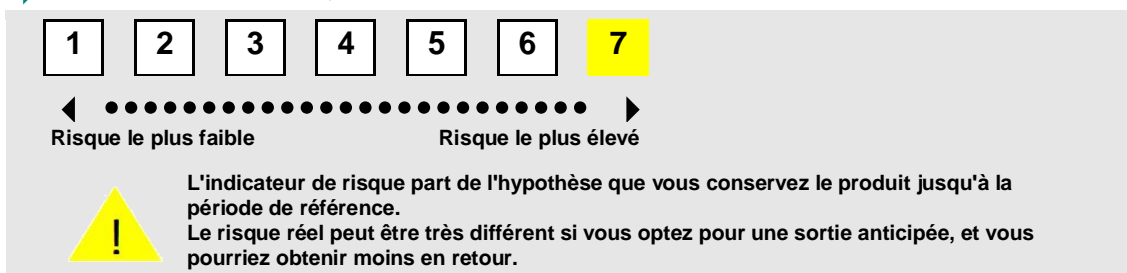 1 2 3 4 5 6 7
Risque le plus faible Risque le plus élevé
L'indicateur de risque part de l'hypothèse que vous conservez le produit jusqu'à la
période de référence.
! Le risque réel peut être très différent si vous optez pour une sortie anticipée, et vous
pourriez obtenir moins en retour.